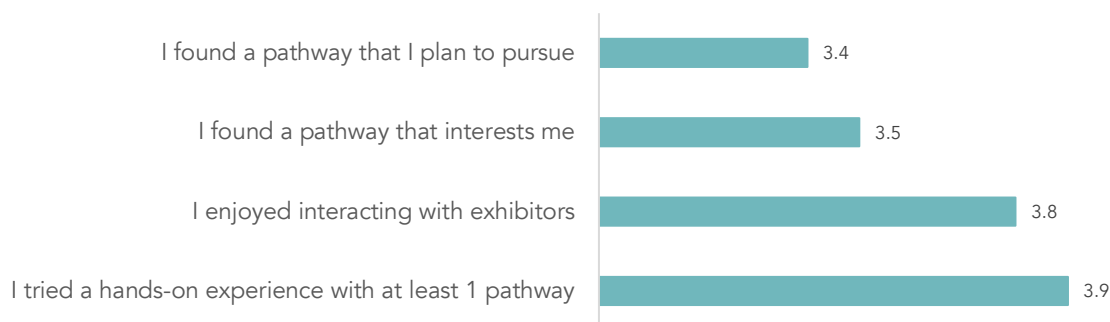 I found a pathway that I plan to pursue 3.4
I found a pathway that interests me 3.5
I enjoyed interacting with exhibitors 3.8
I tried a hands-on experience with at least 1 pathway 3.9